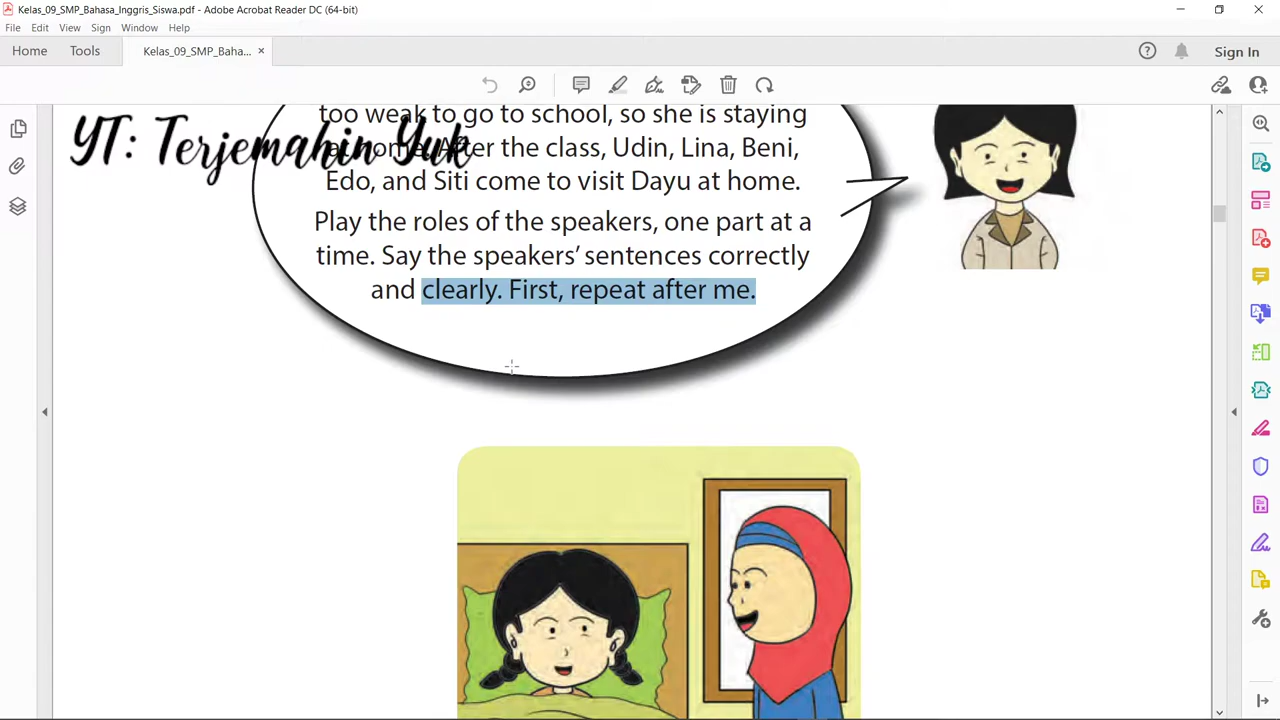 Kelas_09_SMP_Bahasa_Inggris_Siswa.pdf - Adobe Acrobat Reader DC (64-bit)
File Edit View Sign Window Help
Home Tools Kelas_09_SMP_Baha... × Sign In
YT: Terjemahin Yuk
too weak to go to school, so she is staying
at home. After the class, Udin, Lina, Beni,
Edo, and Siti come to visit Dayu at home.
Play the roles of the speakers, one part at a
time. Say the speakers’ sentences correctly
and clearly. First, repeat after me.